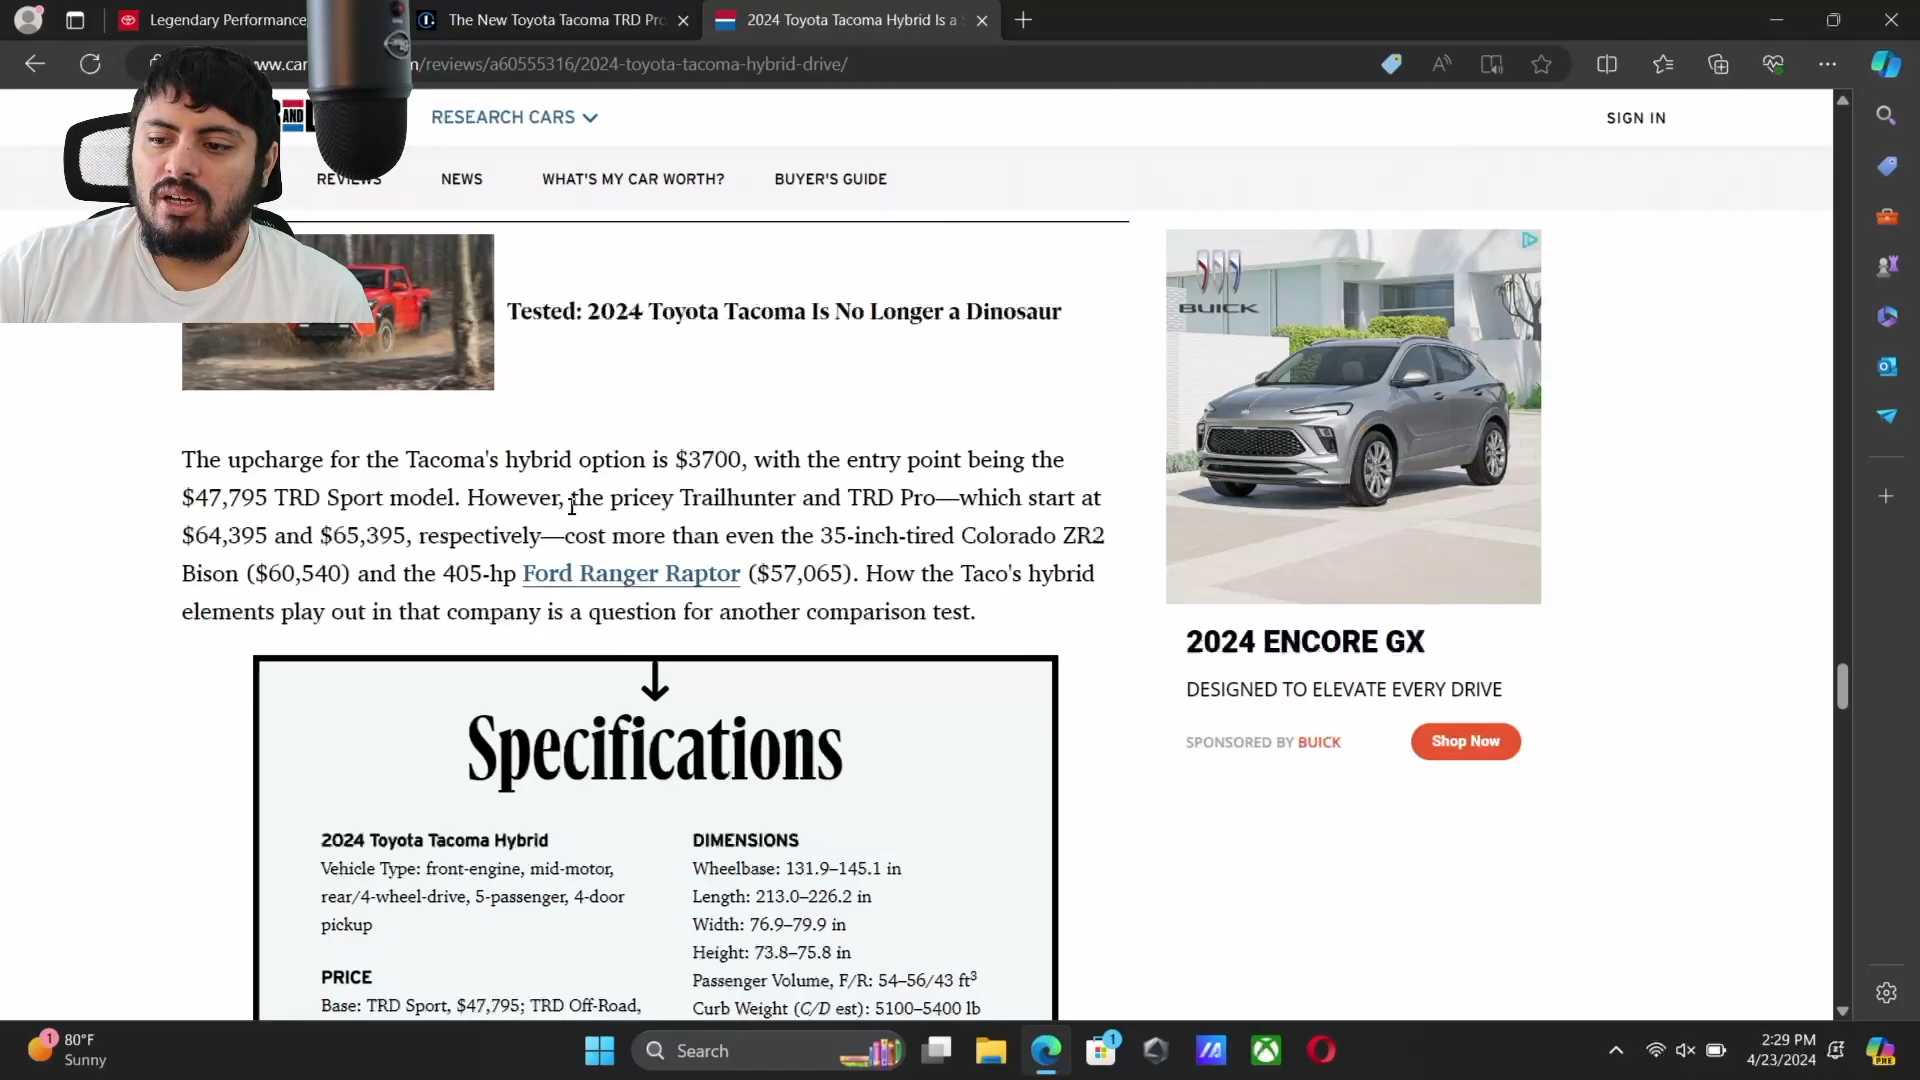 Legendary Performance
The New Toyota Tacoma TRD Pro
2024 Toyota Tacoma Hybrid Is a
/reviews/a60555316/2024-toyota-tacoma-hybrid-drive/
AND
RESEARCH CARS
SIGN IN
REVIEWS
NEWS
WHAT'S MY CAR WORTH?
BUYER'S GUIDE
Tested: 2024 Toyota Tacoma Is No Longer a Dinosaur
The upcharge for the Tacoma's hybrid option is $3700, with the entry point being the
$47,795 TRD Sport model. However, the pricey Trailhunter and TRD Pro—which start at
$64,395 and $65,395, respectively—cost more than even the 35-inch-tired Colorado ZR2
Bison ($60,540) and the 405-hp Ford Ranger Raptor ($57,065). How the Taco's hybrid
elements play out in that company is a question for another comparison test.
Specifications
2024 Toyota Tacoma Hybrid
Vehicle Type: front-engine, mid-motor,
rear/4-wheel-drive, 5-passenger, 4-door
pickup
PRICE
Base: TRD Sport, $47,795; TRD Off-Road,
DIMENSIONS
Wheelbase: 131.9–145.1 in
Length: 213.0–226.2 in
Width: 76.9–79.9 in
Height: 73.8–75.8 in
Passenger Volume, F/R: 54–56/43 ft³
Curb Weight (C/D est): 5100–5400 lb
BUICK
2024 ENCORE GX
DESIGNED TO ELEVATE EVERY DRIVE
SPONSORED BY BUICK
Shop Now
1
80°F
Sunny
Search
1
2:29 PM
4/23/2024
PRE